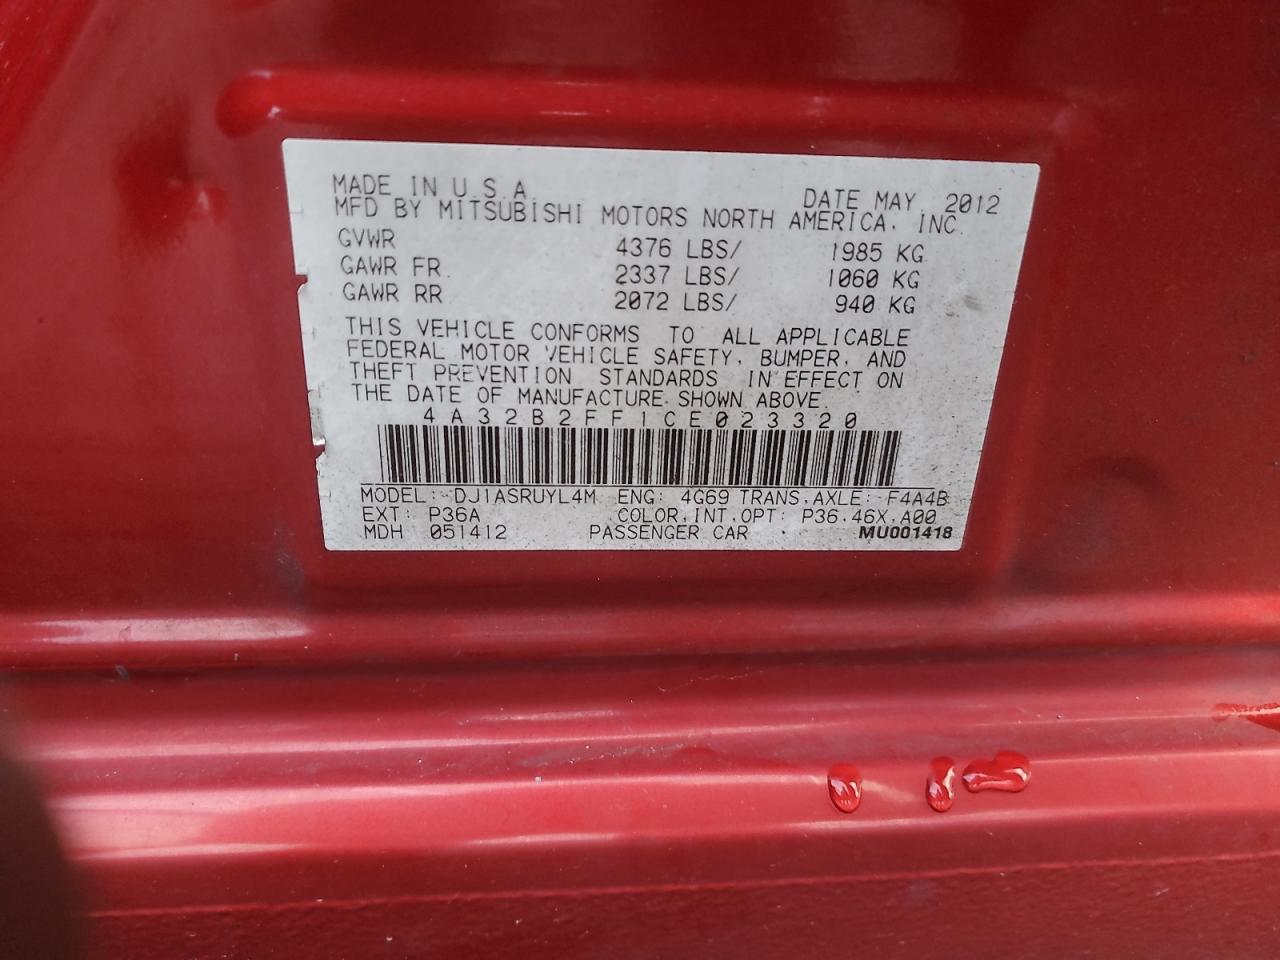 MADE IN U.S.A. DATE MAY 2012
MFD BY MITSUBISHI MOTORS NORTH AMERICA, INC.
GVWR 4376 LBS/ 1985 KG
GAWR FR. 2337 LBS/ 1060 KG
GAWR RR 2072 LBS/ 940 KG
THIS VEHICLE CONFORMS TO ALL APPLICABLE
FEDERAL MOTOR VEHICLE SAFETY, BUMPER, AND
THEFT PREVENTION STANDARDS IN EFFECT ON
THE DATE OF MANUFACTURE SHOWN ABOVE.
4A32B2FF1CE023320
MODEL: DJ1ASRUYL4M ENG: 4G69 TRANS.AXLE: F4A4B
EXT: P36A COLOR.INT.OPT: P36.46X.A00
MDH 051412 PASSENGER CAR MU001418